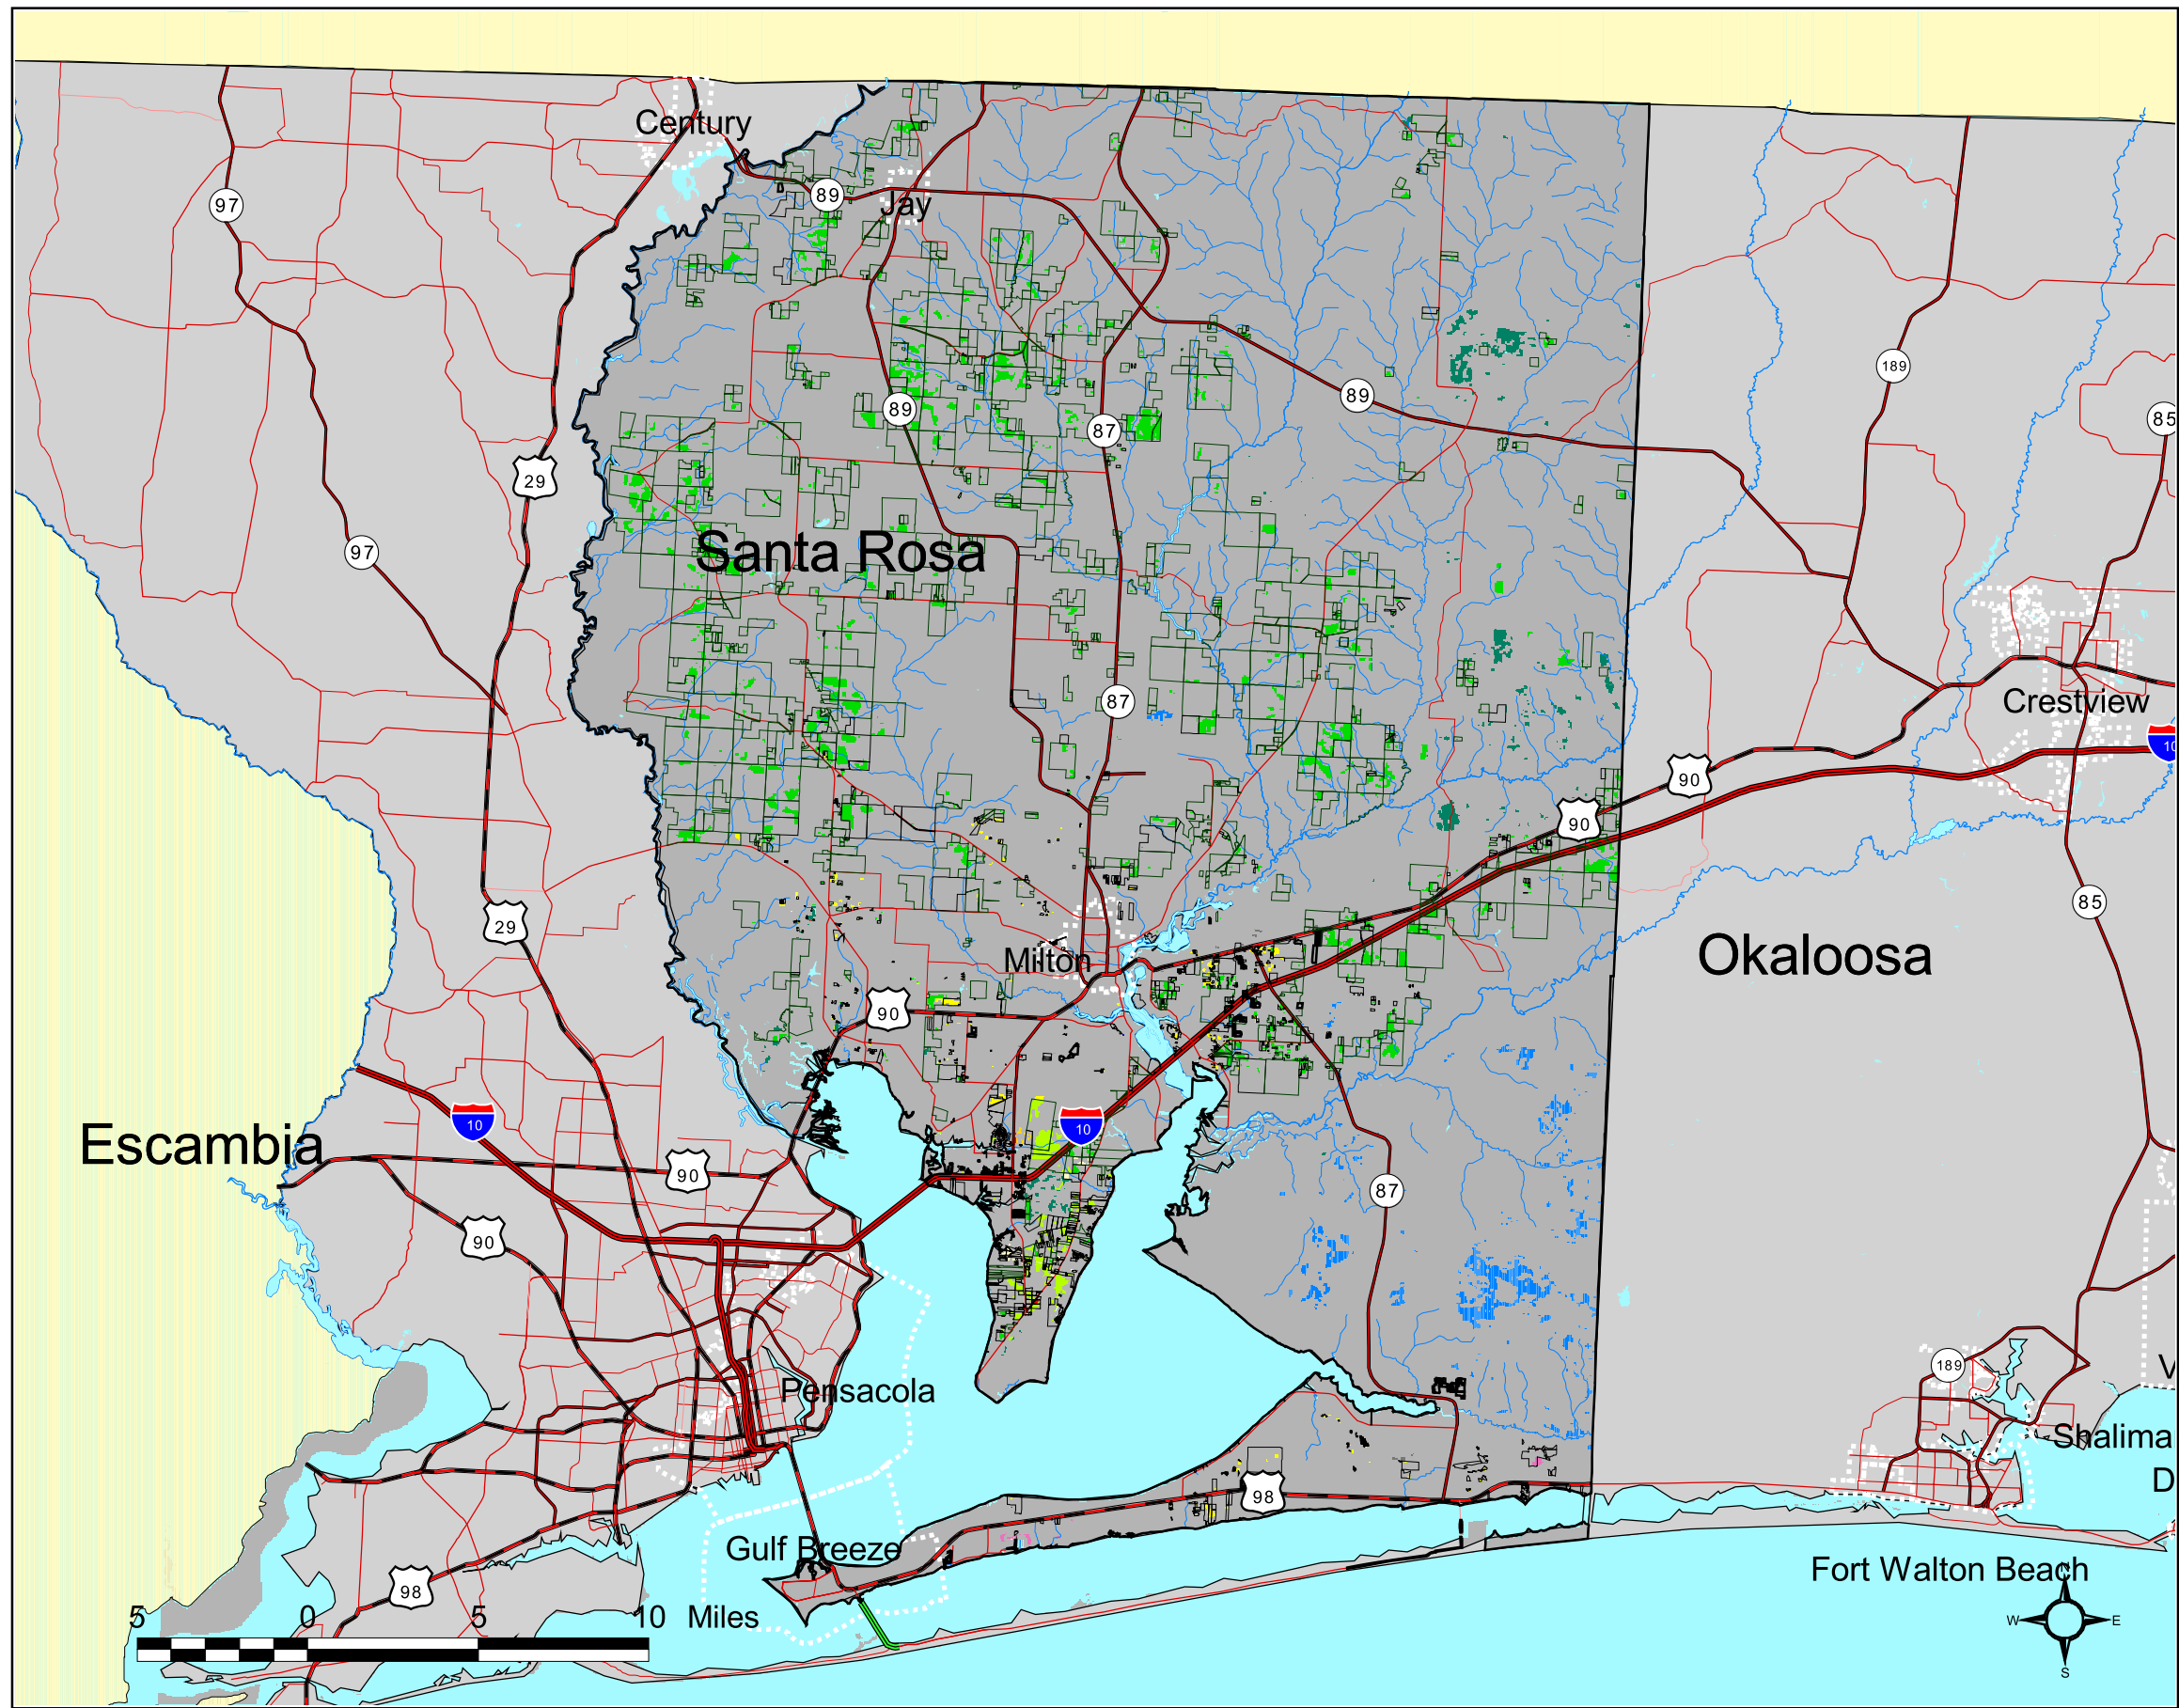 Century
97
89
Jay
189
89
89
85
87
29
97
Santa Rosa
Crestview
87
10
90
90
85
29
Okaloosa
Milton
90
10
10
Escambia
90
87
90
189
V
Pensacola
Shalima
D
98
Gulf Breeze
Fort Walton Beach
98
N
5 0 5 10 Miles
W E
S